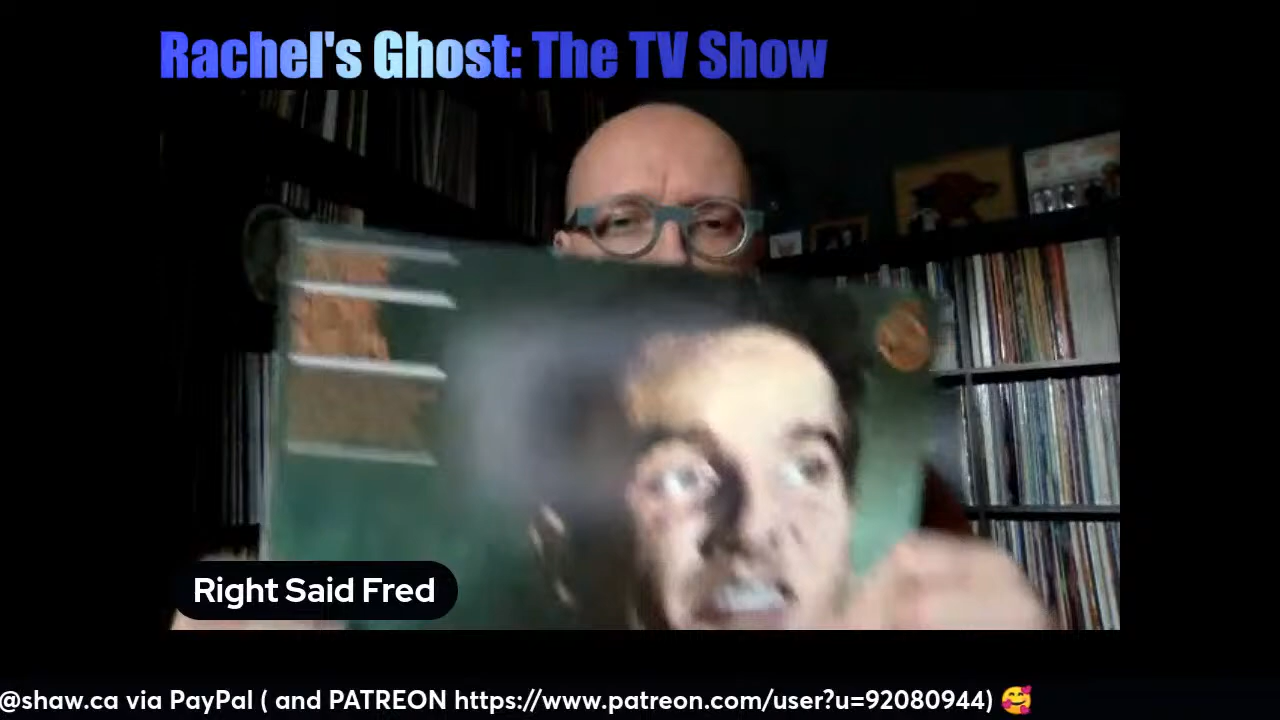 Rachel's Ghost: The TV Show
Right Said Fred
@shaw.ca via PayPal ( and PATREON https://www.patreon.com/user?u=92080944) 🥰